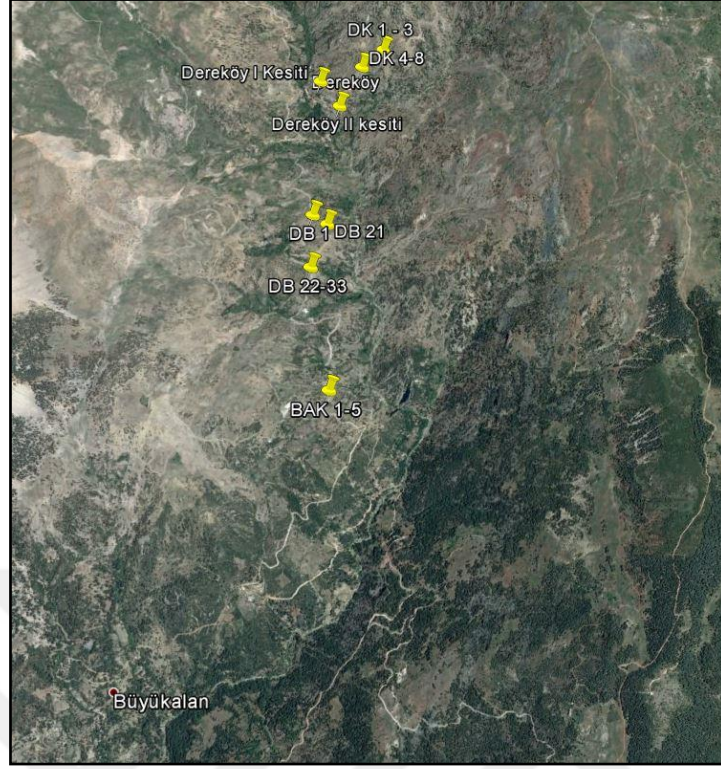 DK 1 - 3
DK 4-8
Dereköy I Kesiti
Dereköy
Dereköy II kesiti
DB 1
DB 21
DB 22-33
BAK 1-5
Büyükalan